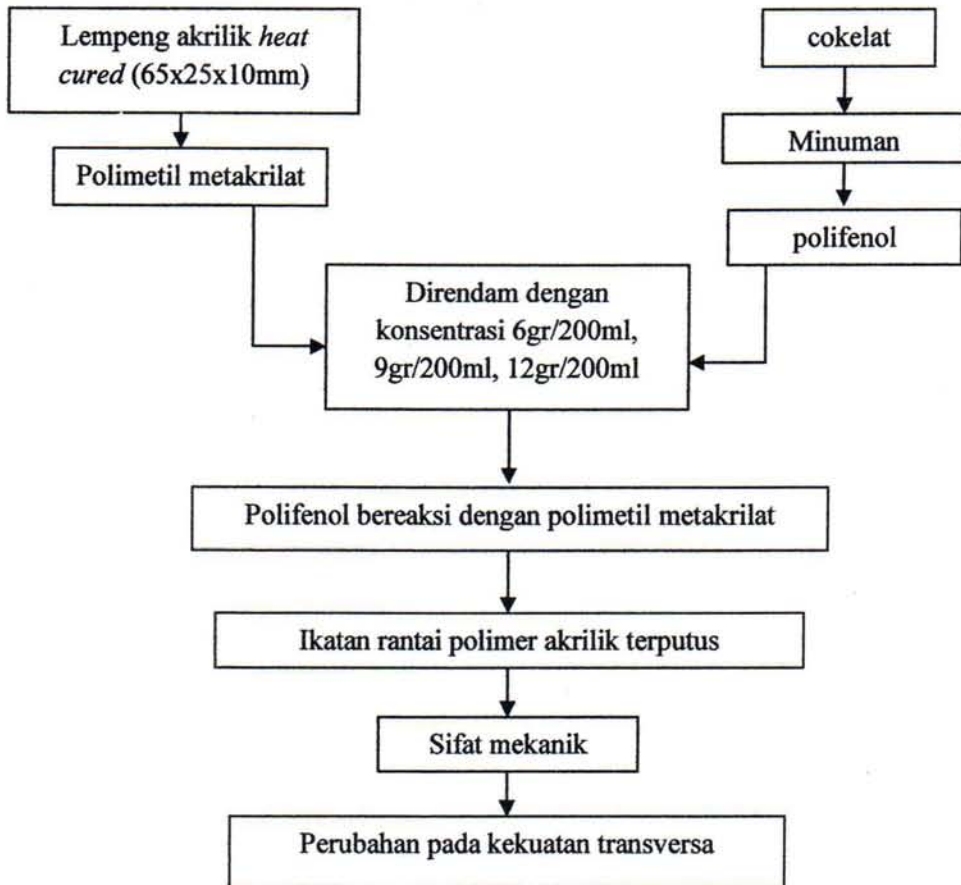 Lempeng akrilik heat
cured (65x25x10mm)
cokelat
Minuman
Polimetil metakrilat
polifenol
Direndam dengan
konsentrasi 6gr/200ml,
9gr/200ml, 12gr/200ml
Polifenol bereaksi dengan polimetil metakrilat
Ikatan rantai polimer akrilik terputus
Sifat mekanik
Perubahan pada kekuatan transversa